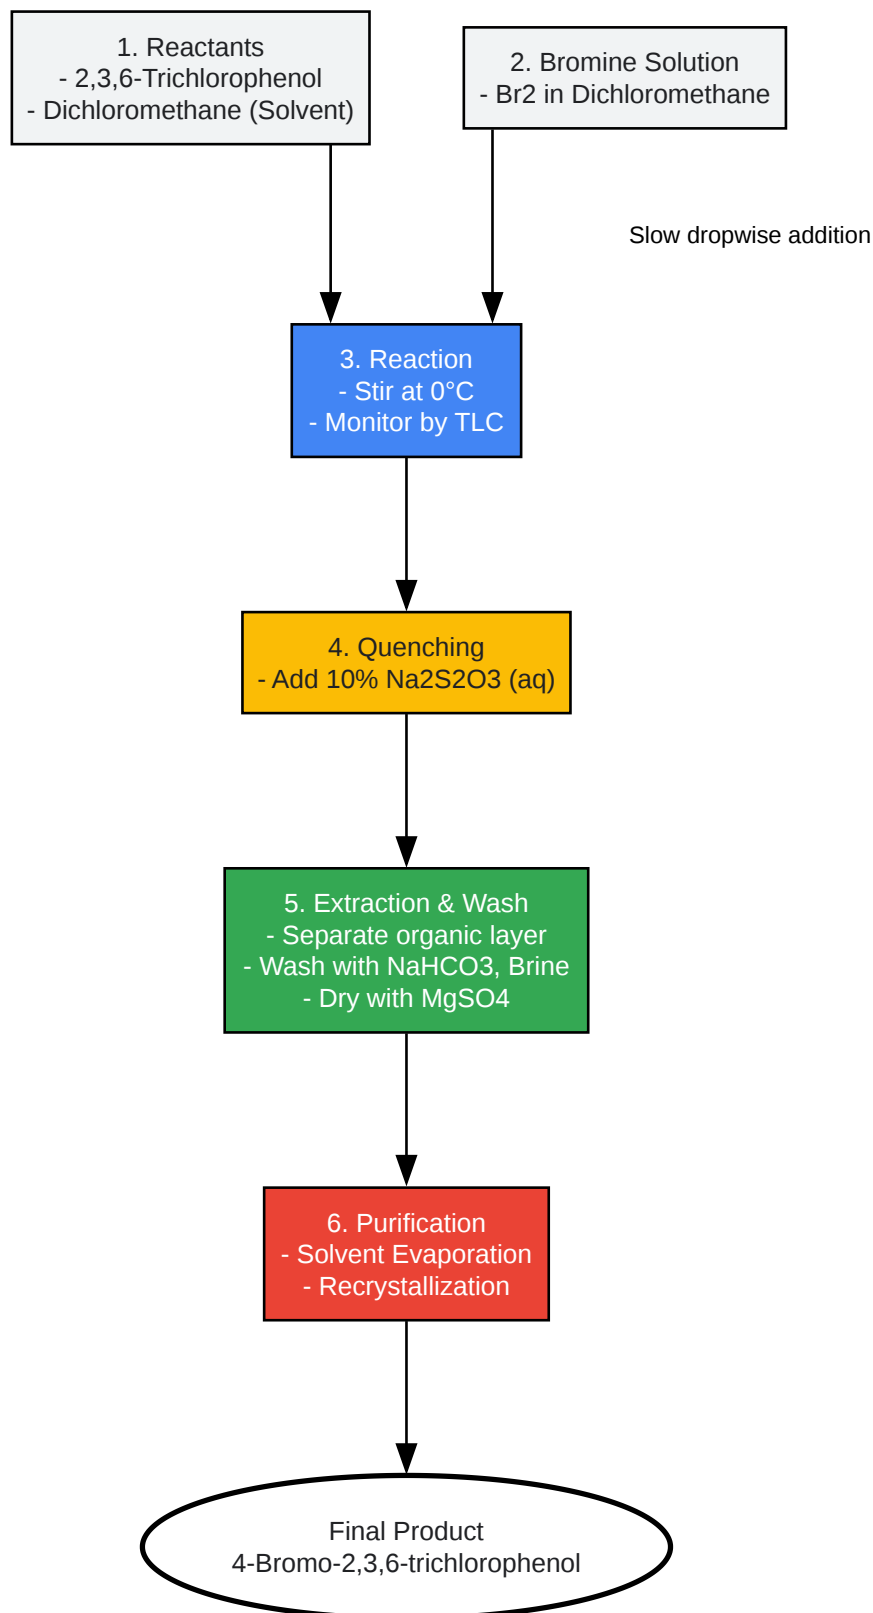 1. Reactants
- 2,3,6-Trichlorophenol
- Dichloromethane (Solvent)
2. Bromine Solution
- Br2 in Dichloromethane
Slow dropwise addition
3. Reaction
- Stir at 0°C
- Monitor by TLC
4. Quenching
- Add 10% Na2S2O3 (aq)
5. Extraction & Wash
- Separate organic layer
- Wash with NaHCO3, Brine
- Dry with MgSO4
6. Purification
- Solvent Evaporation
- Recrystallization
Final Product
4-Bromo-2,3,6-trichlorophenol